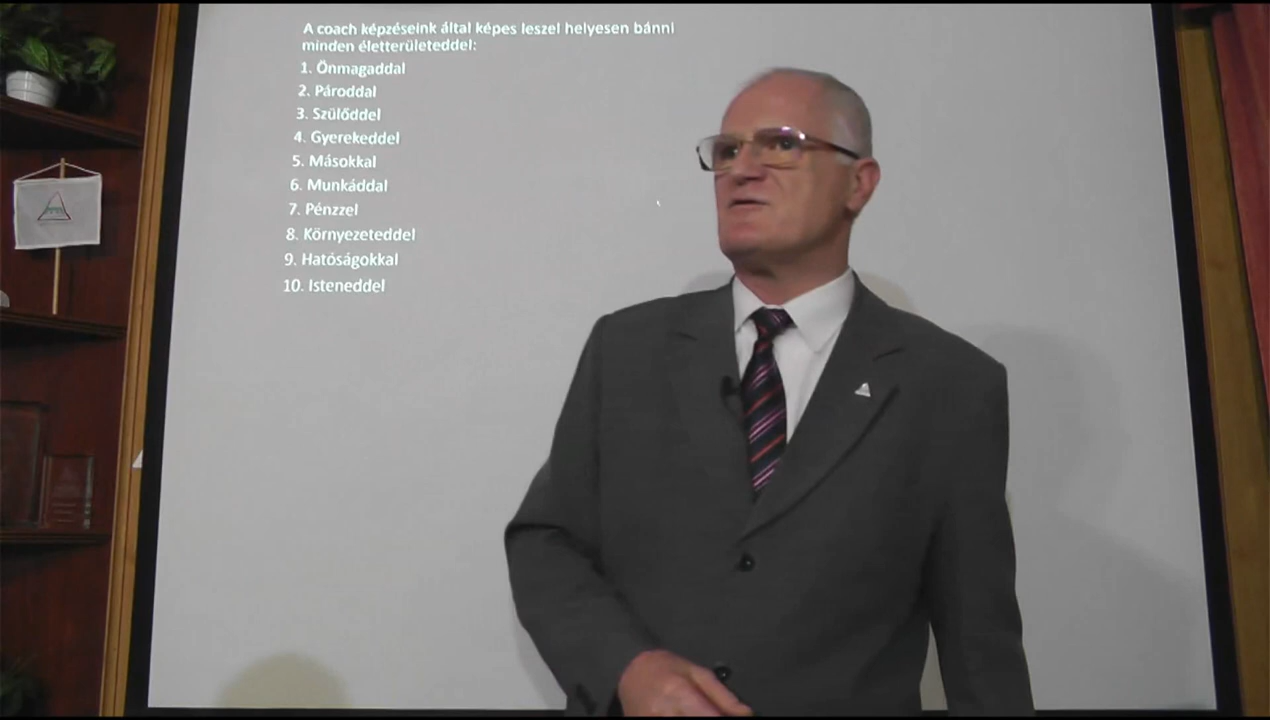 A coach képzéseink által képes leszel helyesen bánni
minden életterületeddel:
1. Önmagaddal
2. Pároddal
3. Szülőddel
4. Gyerekeddel
5. Másokkal
6. Munkáddal
7. Pénzzel
8. Környezeteddel
9. Hatóságokkal
10. Isteneddel